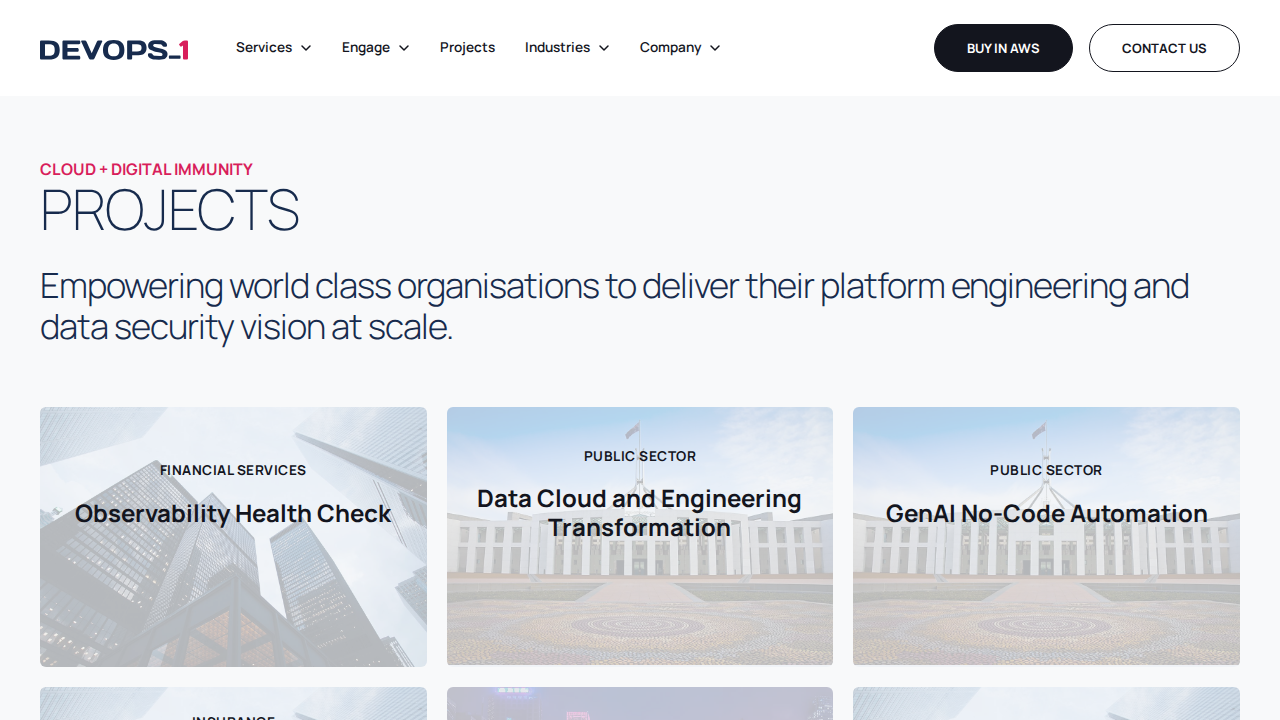 DEVOPS_1
Services
Engage
Projects
Industries
Company
BUY IN AWS
CONTACT US
CLOUD + DIGITAL IMMUNITY
PROJECTS
Empowering world class organisations to deliver their platform engineering and
data security vision at scale.
FINANCIAL SERVICES
Observability Health Check
PUBLIC SECTOR
Data Cloud and Engineering
Transformation
PUBLIC SECTOR
GenAI No-Code Automation
INSURANCE